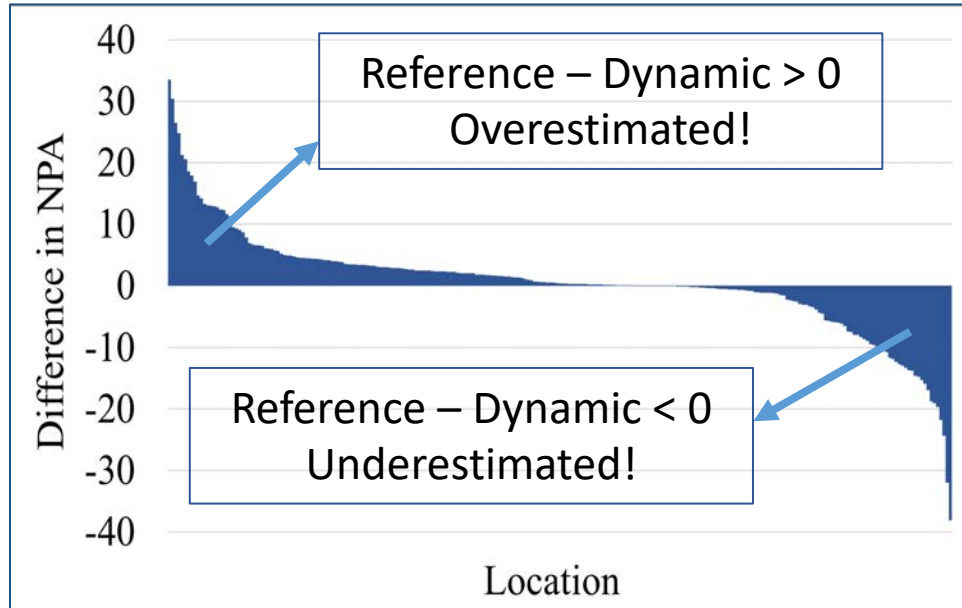 40
30
20
10
0
-10
-20
-30
-40
Difference in NPA
Reference – Dynamic > 0
Overestimated!
Reference – Dynamic < 0
Underestimated!
Location